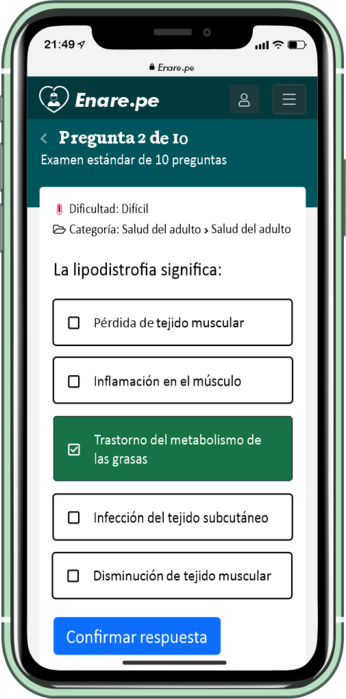 21:49
Enare.pe
Enare.pe
Pregunta 2 de 10
Examen estándar de 10 preguntas
Dificultad: Difícil
Categoría: Salud del adulto > Salud del adulto
La lipodistrofia significa:
Pérdida de tejido muscular
Inflamación en el músculo
Trastorno del metabolismo de
las grasas
Infección del tejido subcutáneo
Disminución de tejido muscular
Confirmar respuesta